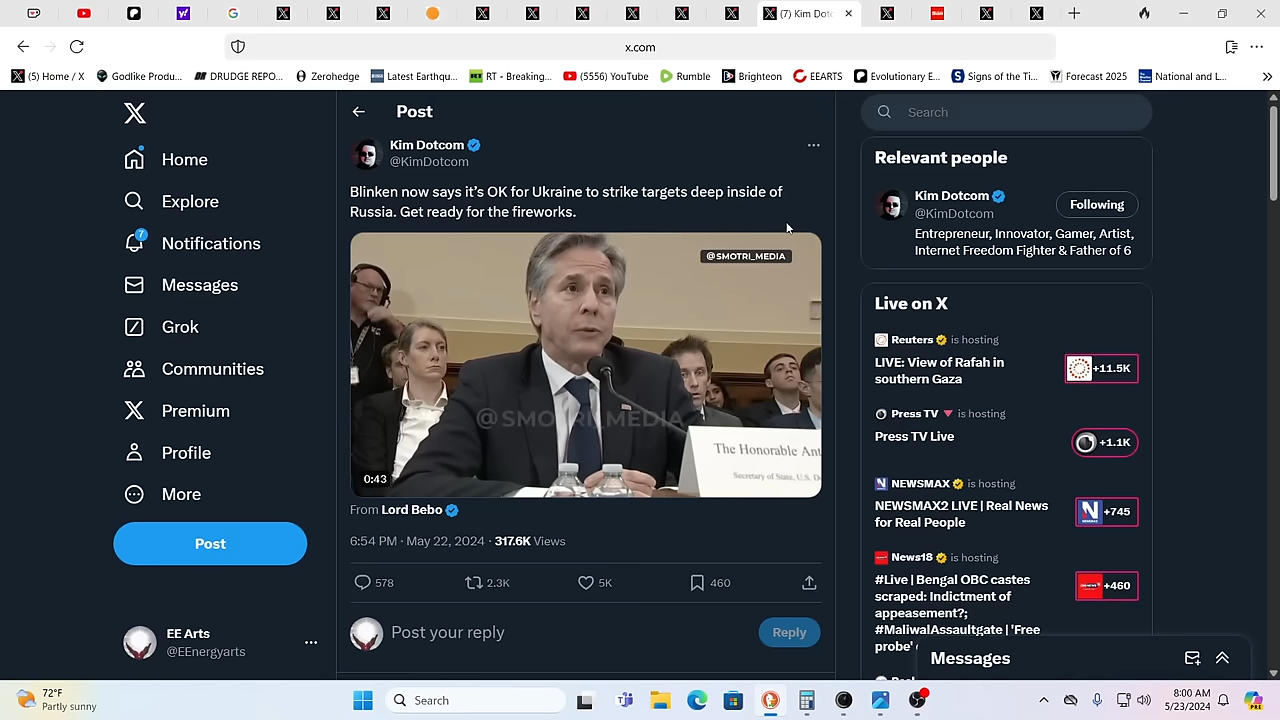 (7) Kim Dotc
x.com
(5) Home / X
Godlike Produ...
DRUDGE REPO...
Zerohedge
Latest Earthqu...
RT - Breaking...
(5556) YouTube
Rumble
Brighteon
EEARTS
Evolutionary E...
Signs of the Ti...
Forecast 2025
National and L...
Home
Explore
7
Notifications
Messages
Grok
Communities
Premium
Profile
More
Post
EE Arts
@EEnergyarts
Post
Kim Dotcom
@KimDotcom
Blinken now says it's OK for Ukraine to strike targets deep inside of
Russia. Get ready for the fireworks.
@SMOTRI_MEDIA
@SMOTRI_MEDIA
The Honorable Ant
Secretary of State, U.S. D
0:43
From Lord Bebo
6:54 PM · May 22, 2024 · 317.6K Views
578
2.3K
5K
460
Post your reply
Reply
Search
Relevant people
Kim Dotcom
@KimDotcom
Following
Entrepreneur, Innovator, Gamer, Artist,
Internet Freedom Fighter & Father of 6
Live on X
Reuters is hosting
LIVE: View of Rafah in
southern Gaza
+11.5K
Press TV is hosting
Press TV Live
+1.1K
NEWSMAX is hosting
NEWSMAX2 LIVE | Real News
for Real People
+745
News18 is hosting
#Live | Bengal OBC castes
scraped: Indictment of
appeasement?;
#MaliwalAssaultgate | 'Free
probe'
+460
Messages
72°F
Partly sunny
Search
8:00 AM
5/23/2024
PRE